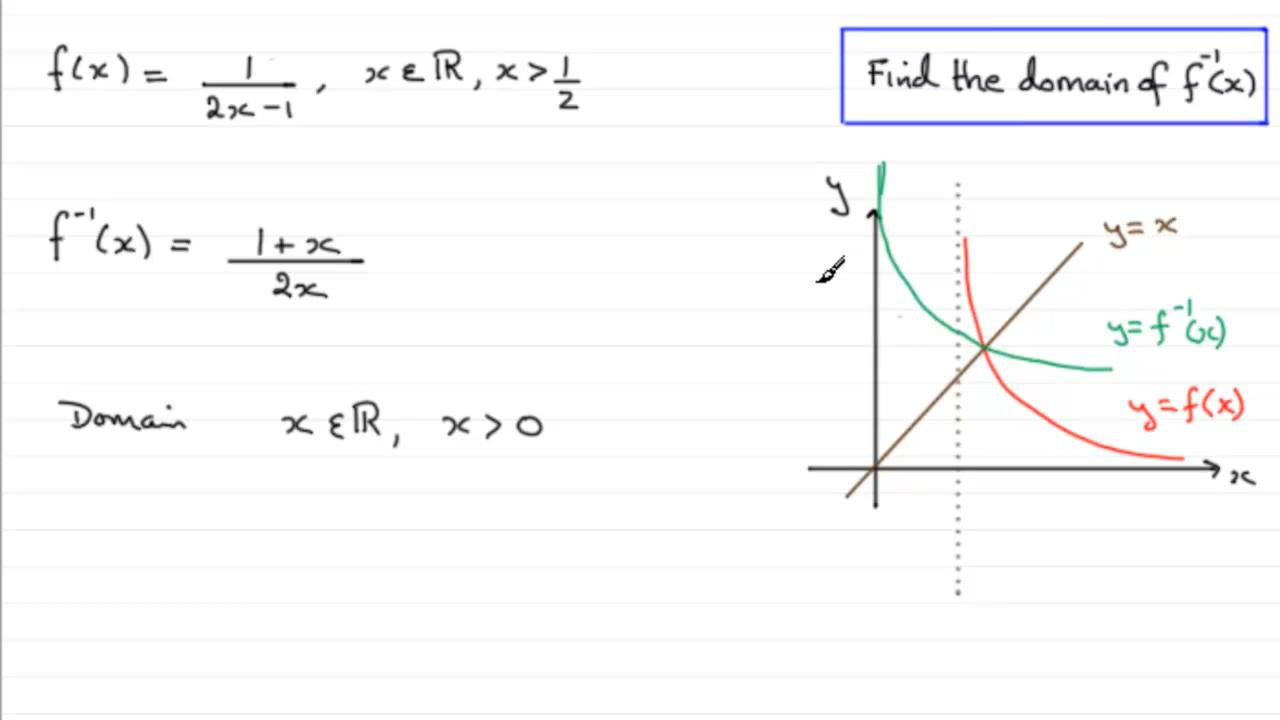 f(x) = 1/(2x-1), x ∈ ℝ, x > 1/2
Find the domain of f⁻¹(x)
f⁻¹(x) = (1+x)/(2x)
Domain x ∈ ℝ, x > 0
y
y = x
y = f⁻¹(x)
y = f(x)
x